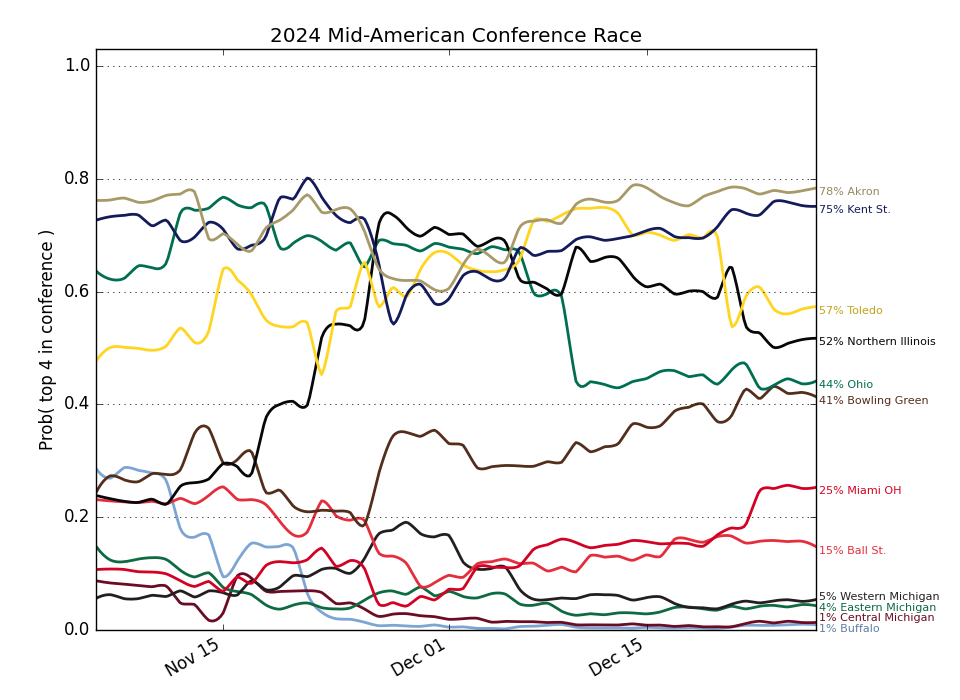 2024 Mid-American Conference Race
Prob( top 4 in conference )
1.0
0.8
0.6
0.4
0.2
0.0
Nov 15
Dec 01
Dec 15
78% Akron
75% Kent St.
57% Toledo
52% Northern Illinois
44% Ohio
41% Bowling Green
25% Miami OH
15% Ball St.
5% Western Michigan
4% Eastern Michigan
1% Central Michigan
1% Buffalo